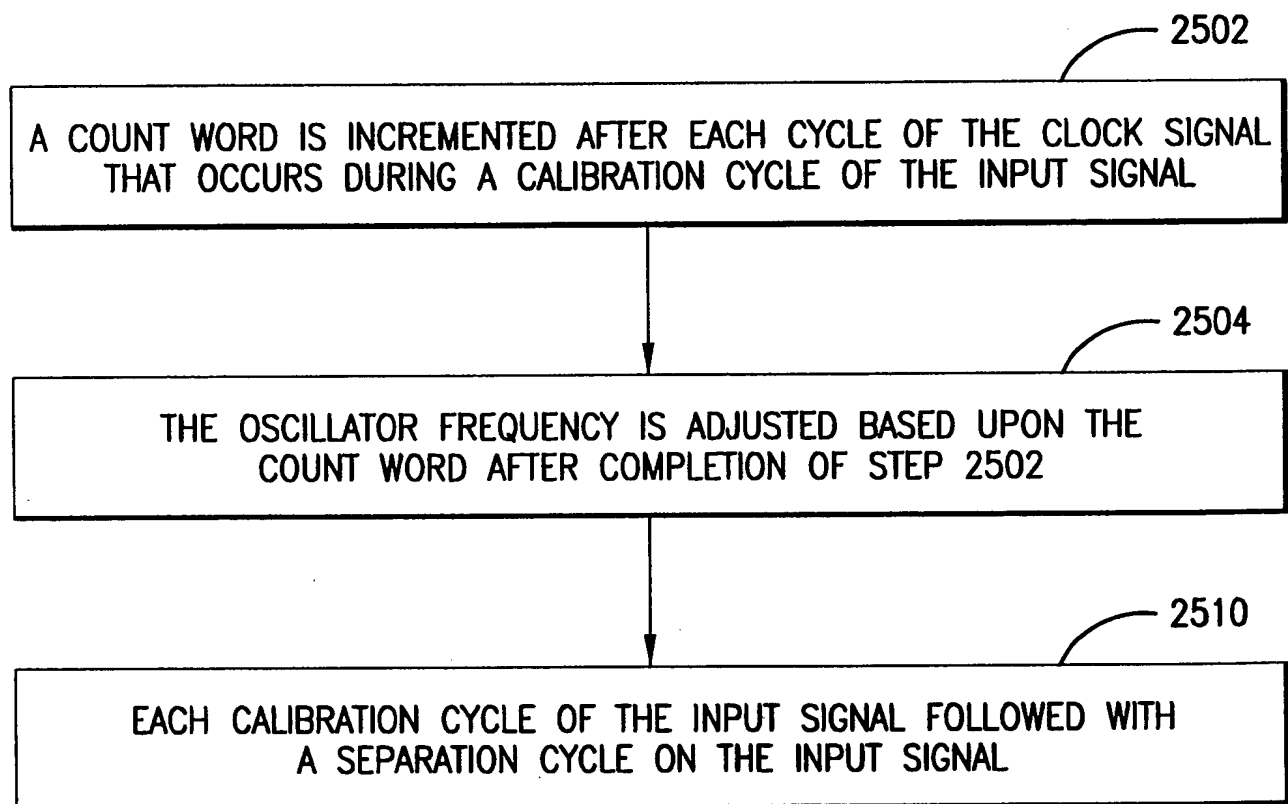 2502
A COUNT WORD IS INCREMENTED AFTER EACH CYCLE OF THE CLOCK SIGNAL
THAT OCCURS DURING A CALIBRATION CYCLE OF THE INPUT SIGNAL
2504
THE OSCILLATOR FREQUENCY IS ADJUSTED BASED UPON THE
COUNT WORD AFTER COMPLETION OF STEP 2502
2510
EACH CALIBRATION CYCLE OF THE INPUT SIGNAL FOLLOWED WITH
A SEPARATION CYCLE ON THE INPUT SIGNAL